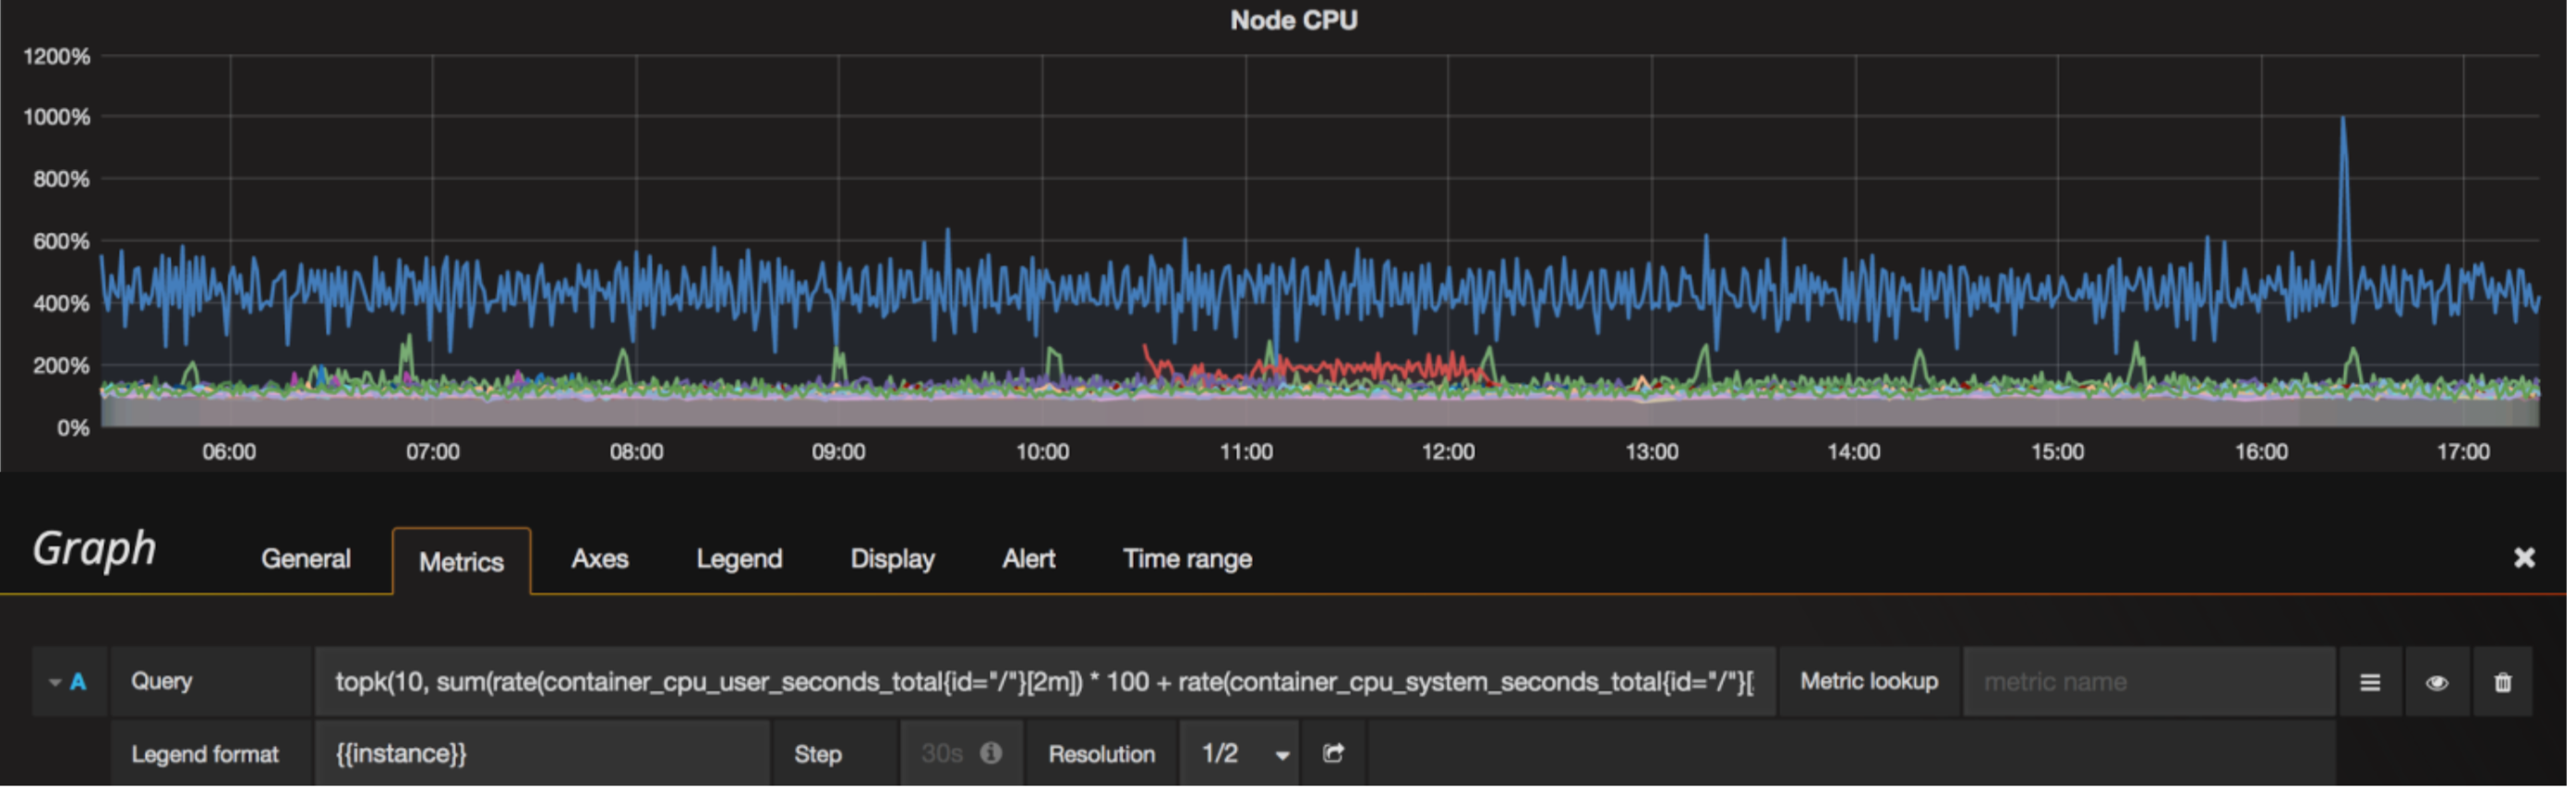 Node CPU
1200%
1000%
800%
600%
400%
200%
0%
06:00 07:00 08:00 09:00 10:00 11:00 12:00 13:00 14:00 15:00 16:00 17:00
Graph General Metrics Axes Legend Display Alert Time range
A Query topk(10, sum(rate(container_cpu_user_seconds_total{id="/"}[2m]) * 100 + rate(container_cpu_system_seconds_total{id="/"}[ Metric lookup metric name
Legend format {{instance}} Step 30s Resolution 1/2